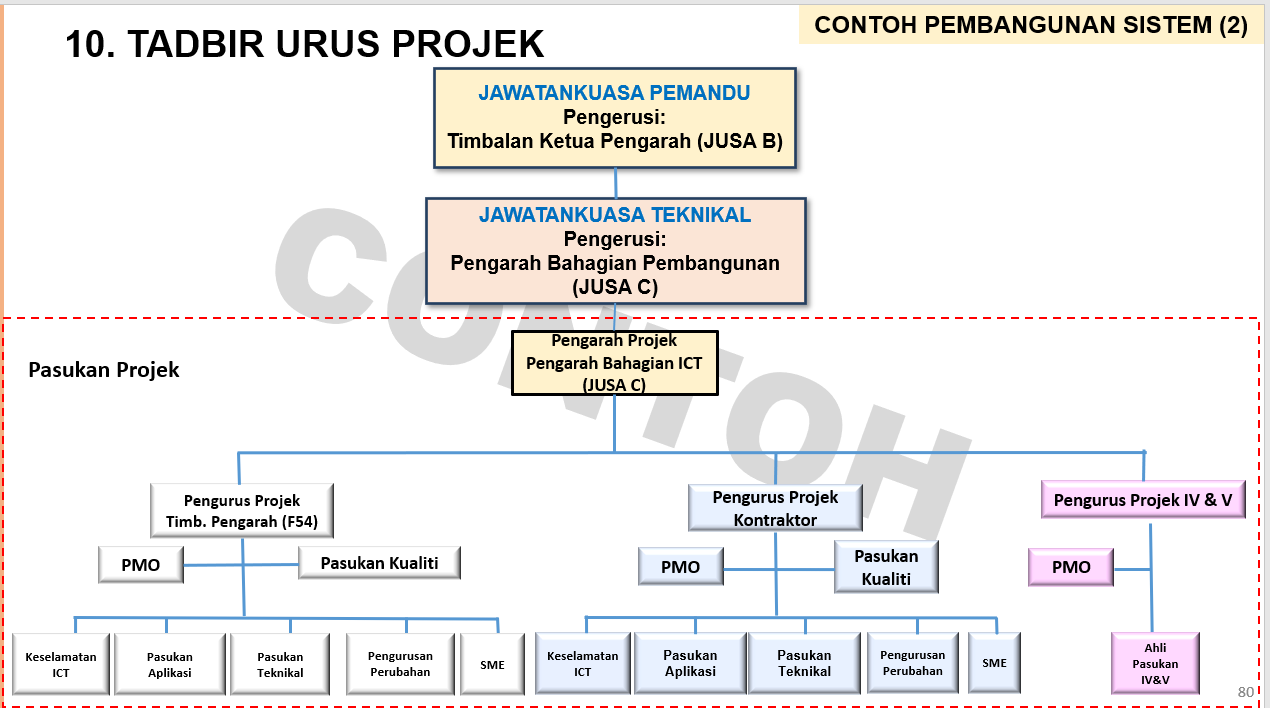 CONTOH PEMBANGUNAN SISTEM (2)
10. TADBIR URUS PROJEK
JAWATANKUASA PEMANDU
Pengerusi:
Timbalan Ketua Pengarah (JUSA B)
JAWATANKUASA TEKNIKAL
Pengerusi:
Pengarah Bahagian Pembangunan
(JUSA C)
CONTOH
Pasukan Projek
Pengarah Projek
Pengarah Bahagian ICT
(JUSA C)
Pengurus Projek
Timb. Pengarah (F54)
PMO
Pasukan Kualiti
Keselamatan
ICT
Pasukan
Aplikasi
Pasukan
Teknikal
Pengurusan
Perubahan
SME
Pengurus Projek
Kontraktor
PMO
Pasukan
Kualiti
Keselamatan
ICT
Pasukan
Aplikasi
Pasukan
Teknikal
Pengurusan
Perubahan
SME
Pengurus Projek IV & V
PMO
Ahli
Pasukan
IV&V
80